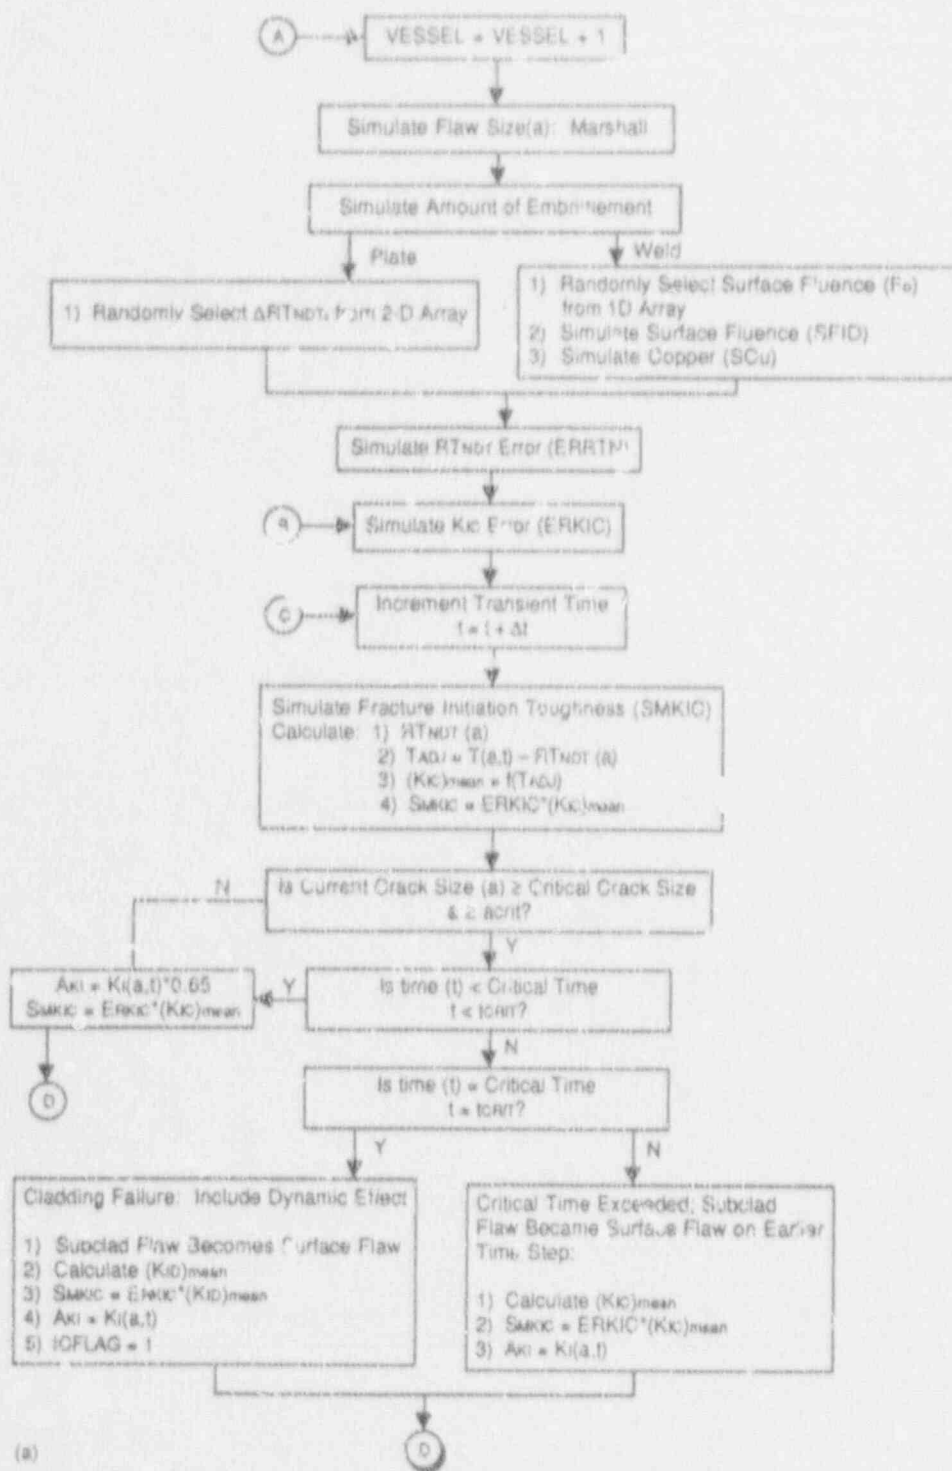 A
VESSEL = VESSEL + 1
Simulate Flaw Size(a): Marshall
Simulate Amount of Embrittlement
Plate
Weld
1) Randomly Select ΔRTNDTs from 2-D Array
1) Randomly Select Surface Fluence (Fo)
from 1D Array
2) Simulate Surface Fluence (SFID)
3) Simulate Copper (SCu)
Simulate RTNDT Error (ERRTN)
Simulate KIC Error (ERKIC)
C
Increment Transient Time
t = t + Δt
Simulate Fracture Initiation Toughness (SMKIC)
Calculate: 1) RTNDT (a)
2) TADJ = T(a,t) - RTNDT (a)
3) (KIC)mean = f(TADJ)
4) SMKIC = ERKIC*(KIC)mean
Is Current Crack Size (a) ≥ Critical Crack Size
a ≥ acrit?
N
Y
AKI = KI(a,t)*0.65
SMKIC = ERKIC*(KIC)mean
Y
Is time (t) < Critical Time
t < tCRIT?
N
D
Is time (t) = Critical Time
t = tCRIT?
Y
N
Cladding Failure: Include Dynamic Effect
1) Subclad Flaw Becomes Surface Flaw
2) Calculate (KID)mean
3) SMKIC = ERKIC*(KID)mean
4) AKI = KI(a,t)
5) ICFLAG = 1
Critical Time Exceeded; Subclad
Flaw Became Surface Flaw on Earlier
Time Step:
1) Calculate (KIC)mean
2) SMKIC = ERKIC*(KIC)mean
3) AKI = KI(a,t)
(a)
D